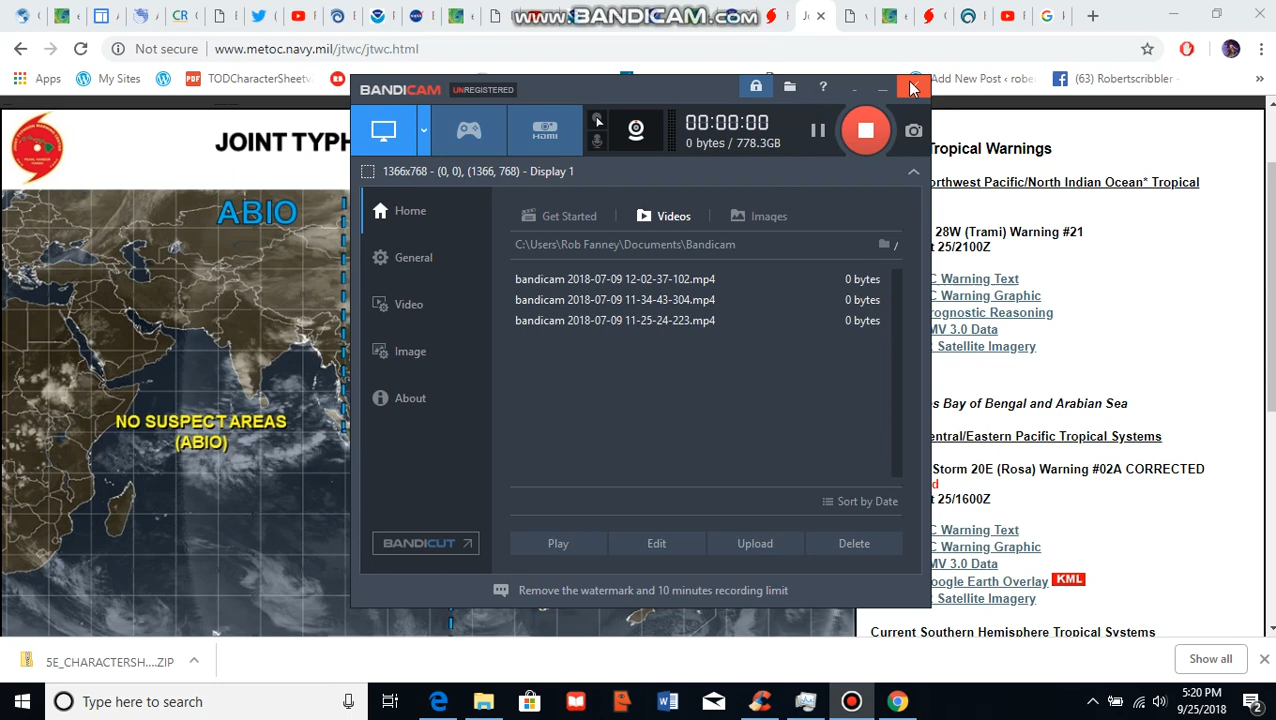 www.BANDICAM.com
Not secure
www.metoc.navy.mil/jtwc/jtwc.html
Apps
My Sites
TODCharacterSheetv
Add New Post ‹ robe
(63) Robertscribbler -
»
BANDICAM UNREGISTERED
HDMI
00:00:00
0 bytes / 778.3GB
1366x768 - (0, 0), (1366, 768) - Display 1
Home
General
Video
Image
About
Get Started
Videos
Images
C:\Users\Rob Fanney\Documents\Bandicam
bandicam 2018-07-09 12-02-37-102.mp4 0 bytes
bandicam 2018-07-09 11-34-43-304.mp4 0 bytes
bandicam 2018-07-09 11-25-24-223.mp4 0 bytes
Sort by Date
BANDICUT
Play
Edit
Upload
Delete
Remove the watermark and 10 minutes recording limit
JOINT TYPH
ABIO
NO SUSPECT AREAS
(ABIO)
Tropical Warnings
orthwest Pacific/North Indian Ocean* Tropical
28W (Trami) Warning #21
t 25/2100Z
C Warning Text
C Warning Graphic
rognostic Reasoning
MV 3.0 Data
Satellite Imagery
s Bay of Bengal and Arabian Sea
entral/Eastern Pacific Tropical Systems
Storm 20E (Rosa) Warning #02A CORRECTED
d
t 25/1600Z
C Warning Text
C Warning Graphic
MV 3.0 Data
oogle Earth Overlay KML
Satellite Imagery
Current Southern Hemisphere Tropical Systems
5E_CHARACTERSH....ZIP
Show all
Type here to search
5:20 PM
9/25/2018
2